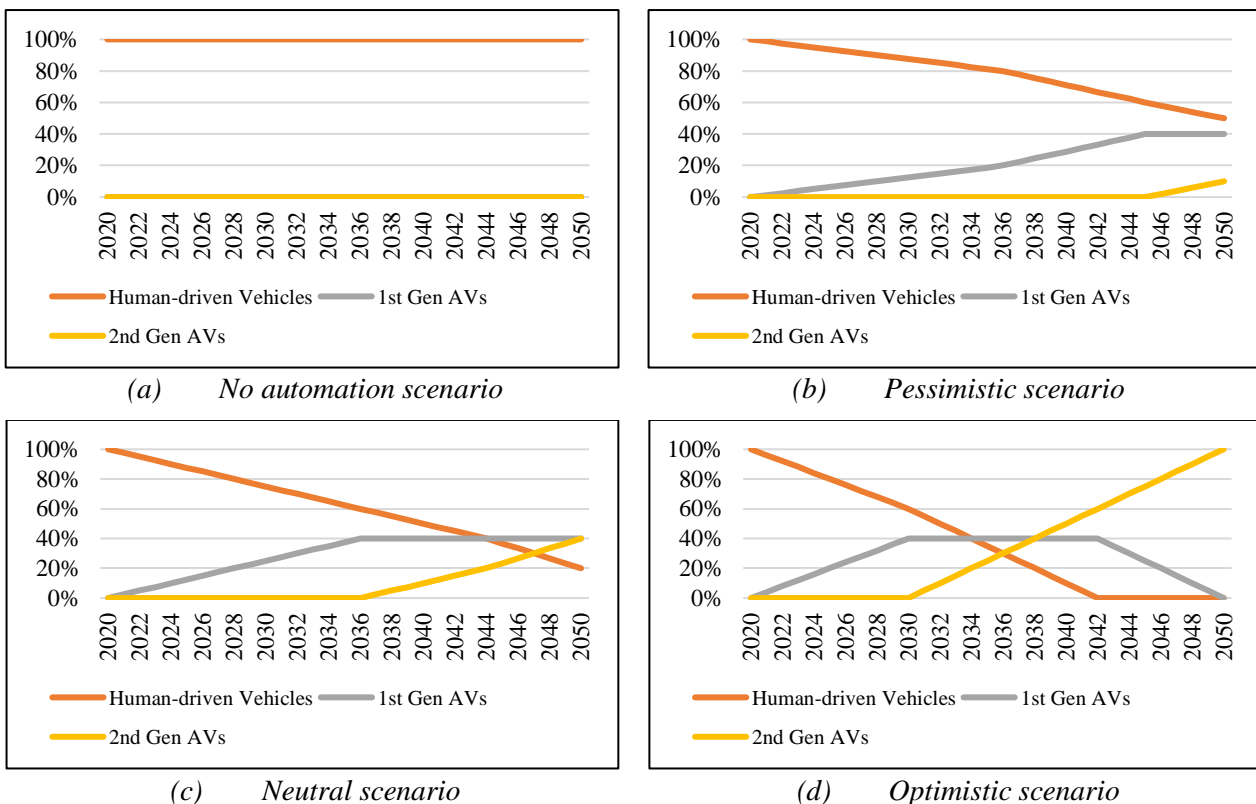 100%
80%
60%
40%
20%
0%
2020 2022 2024 2026 2028 2030 2032 2034 2036 2038 2040 2042 2044 2046 2048 2050
Human-driven Vehicles 1st Gen AVs
2nd Gen AVs
(a) No automation scenario
100%
80%
60%
40%
20%
0%
2020 2022 2024 2026 2028 2030 2032 2034 2036 2038 2040 2042 2044 2046 2048 2050
Human-driven Vehicles 1st Gen AVs
2nd Gen AVs
(b) Pessimistic scenario
100%
80%
60%
40%
20%
0%
2020 2022 2024 2026 2028 2030 2032 2034 2036 2038 2040 2042 2044 2046 2048 2050
Human-driven Vehicles 1st Gen AVs
2nd Gen AVs
(c) Neutral scenario
100%
80%
60%
40%
20%
0%
2020 2022 2024 2026 2028 2030 2032 2034 2036 2038 2040 2042 2044 2046 2048 2050
Human-driven Vehicles 1st Gen AVs
2nd Gen AVs
(d) Optimistic scenario